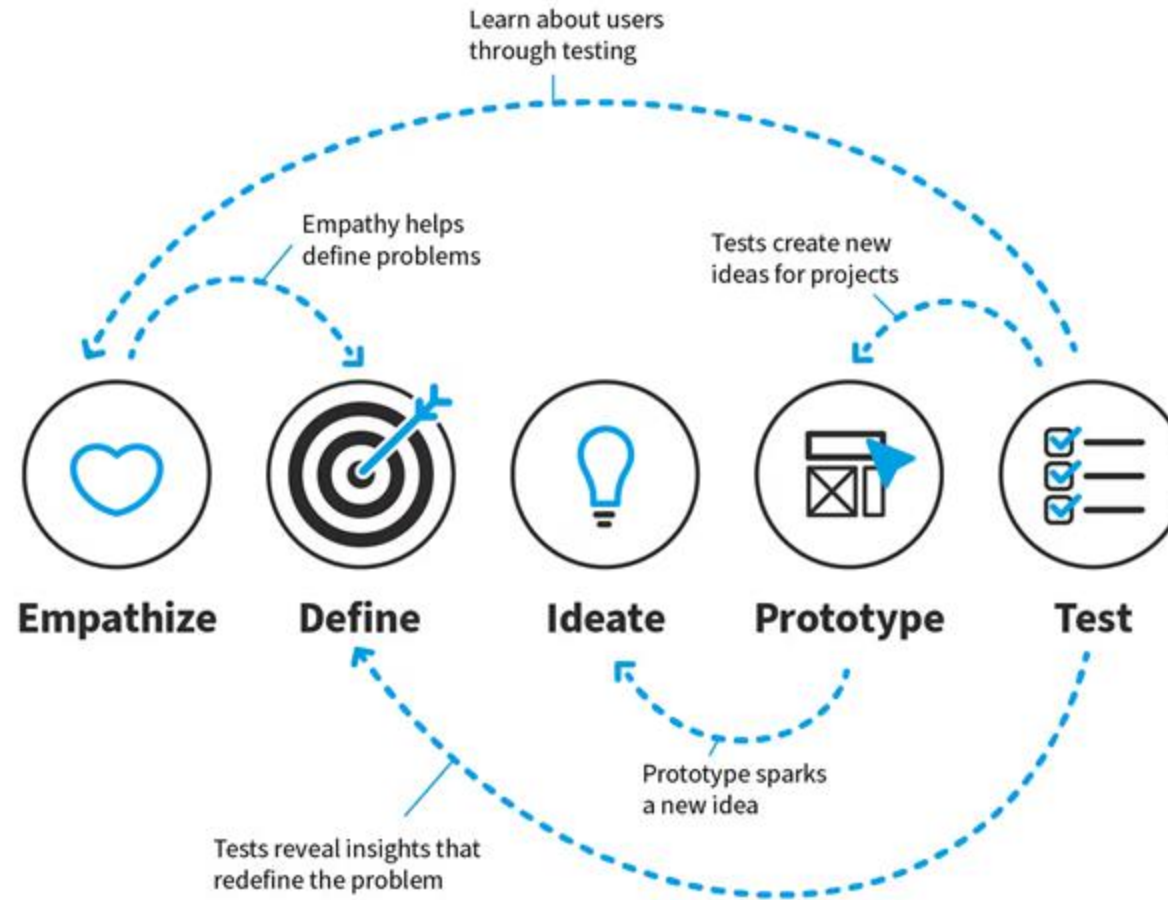 Learn about users
through testing
Empathy helps
define problems
Tests create new
ideas for projects
Empathize
Define
Ideate
Prototype
Test
Prototype sparks
a new idea
Tests reveal insights that
redefine the problem